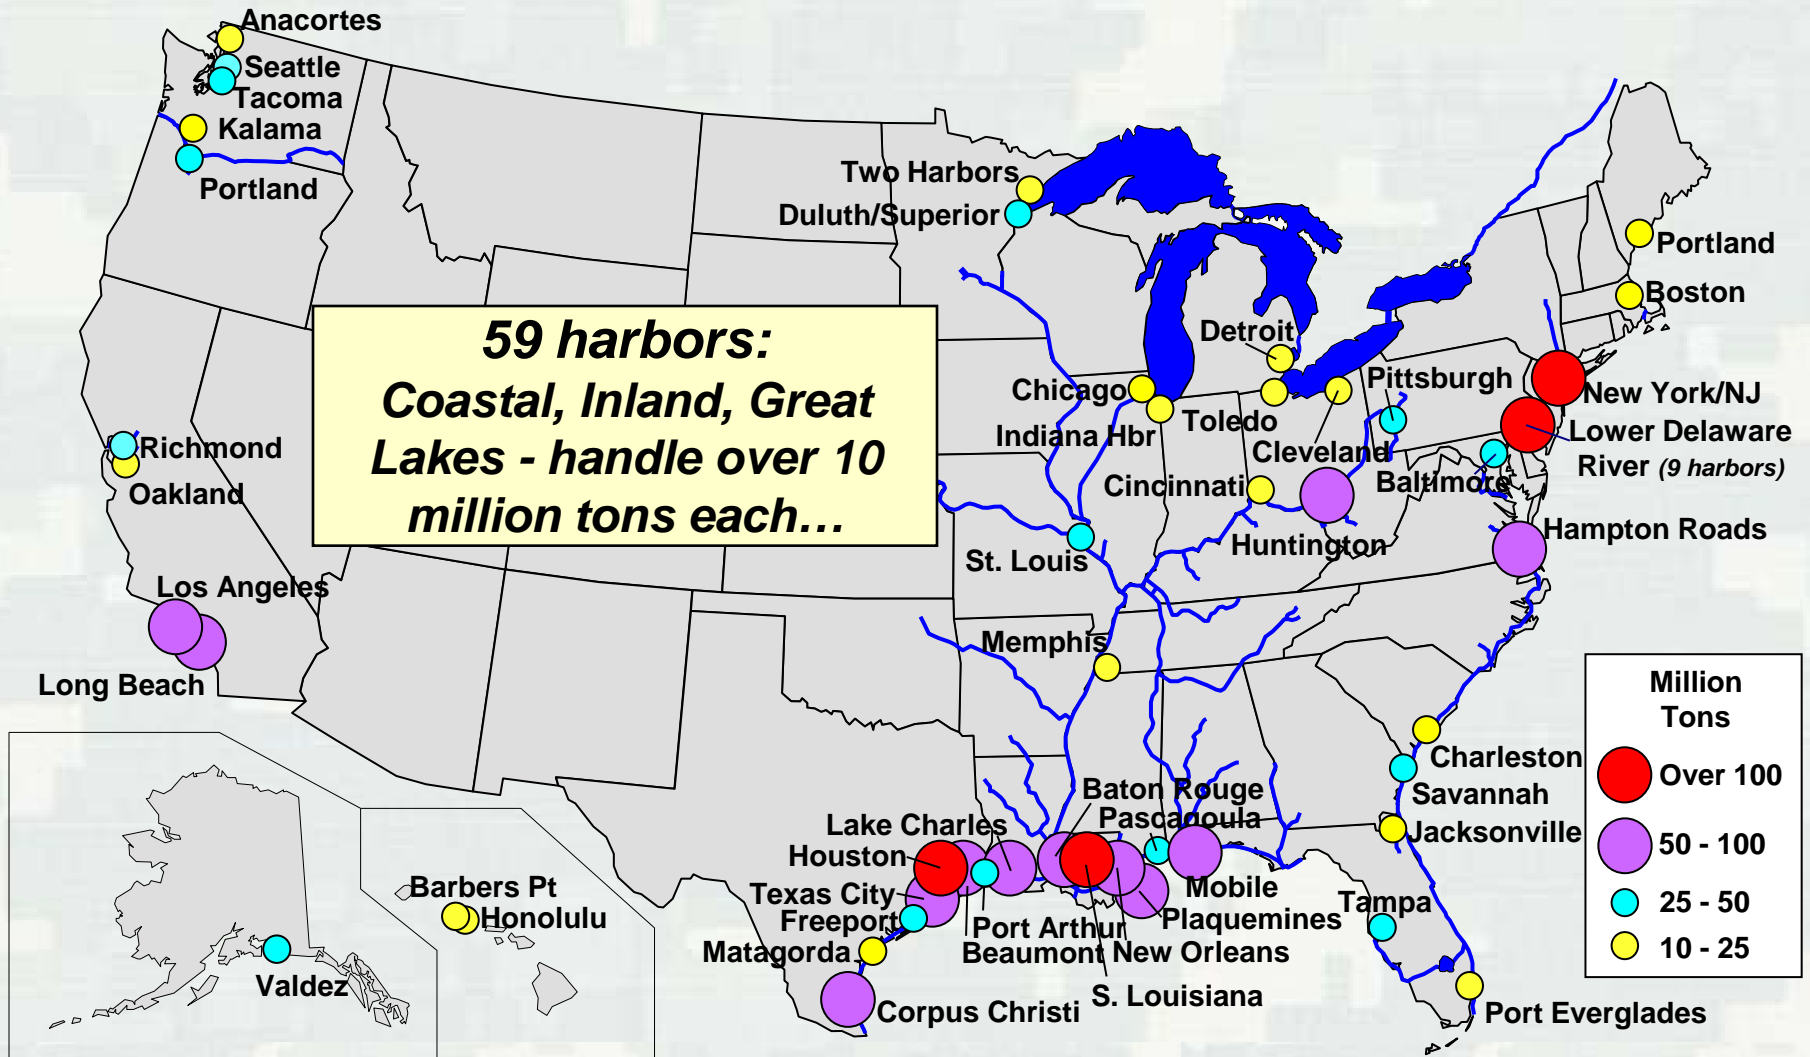 Anacortes
Seattle
Tacoma
Kalama
Portland
Two Harbors
Duluth/Superior
Portland
Boston
59 harbors:
Coastal, Inland, Great
Lakes - handle over 10
million tons each…
Detroit
Chicago
Indiana Hbr
Toledo
Cleveland
Pittsburgh
New York/NJ
Lower Delaware
River (9 harbors)
Baltimore
Richmond
Oakland
Cincinnati
Huntington
Hampton Roads
St. Louis
Los Angeles
Long Beach
Memphis
Charleston
Savannah
Jacksonville
Baton Rouge
Pascagoula
Lake Charles
Houston
Texas City
Freeport
Matagorda
Port Arthur
Beaumont
New Orleans
Plaquemines
Mobile
S. Louisiana
Corpus Christi
Tampa
Port Everglades
Barbers Pt
Honolulu
Valdez
Million
Tons
Over 100
50 - 100
25 - 50
10 - 25